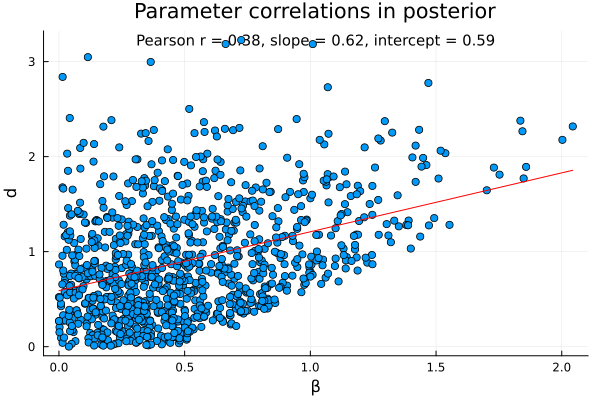 Parameter correlations in posterior
Pearson r = 0.38, slope = 0.62, intercept = 0.59
3
2
d
1
0
0.0 0.5 1.0 1.5 2.0
β